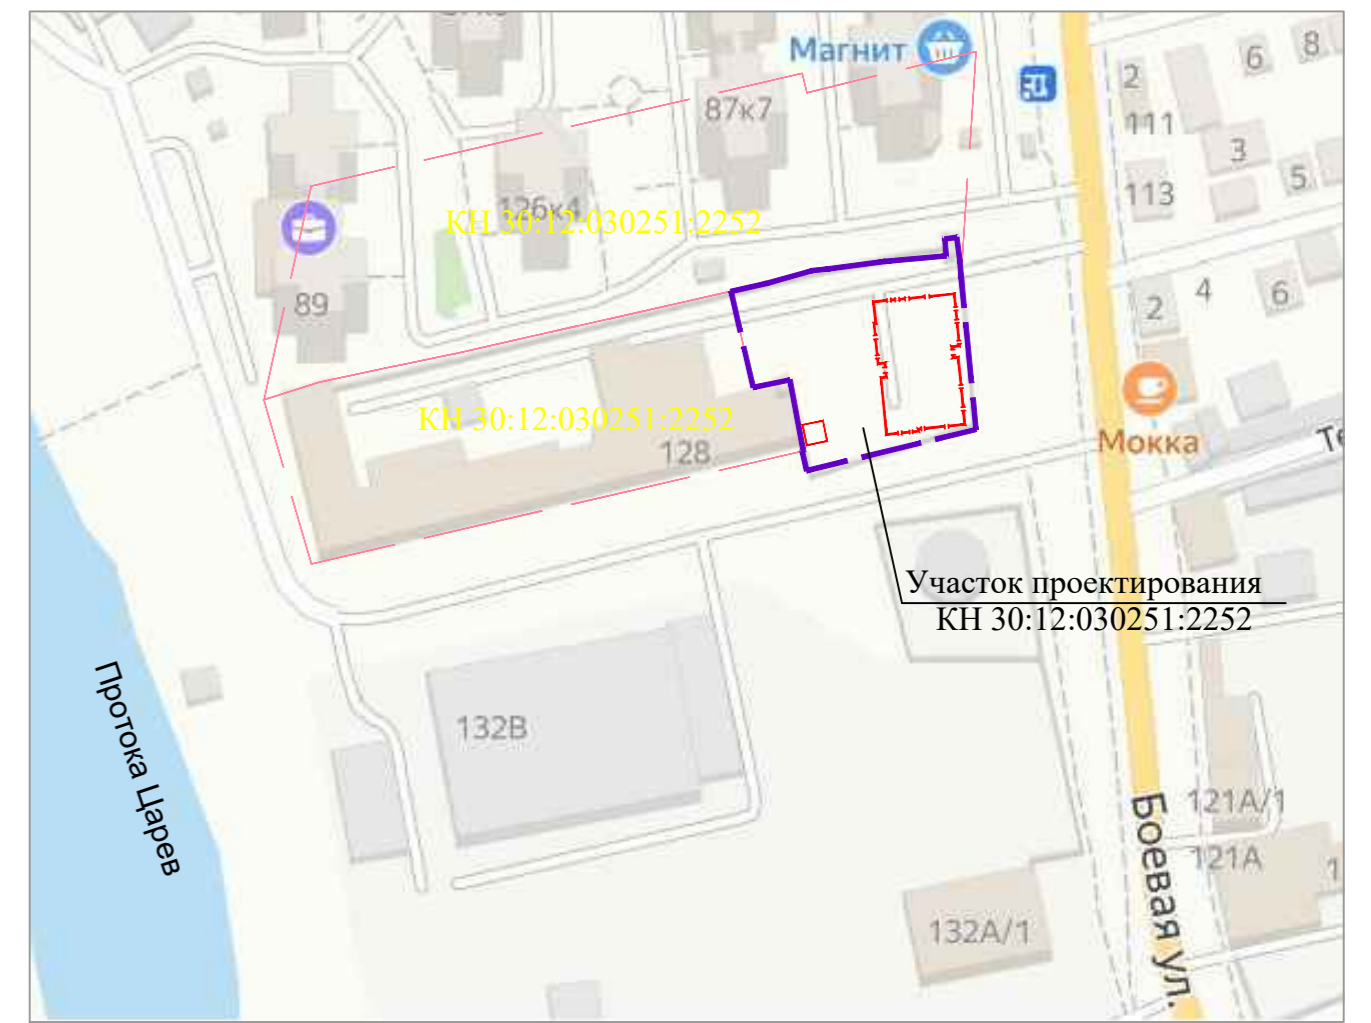 Магнит
2
6
8
87к7
111
3
5
113
126к4
КН 30:12:030251:2252
89
2
4
6
КН 30:12:030251:2252
128
Мокка
Те
Участок проектирования
КН 30:12:030251:2252
Протока Царев
132В
Боевая ул.
121А/1
121А
1
132А/1